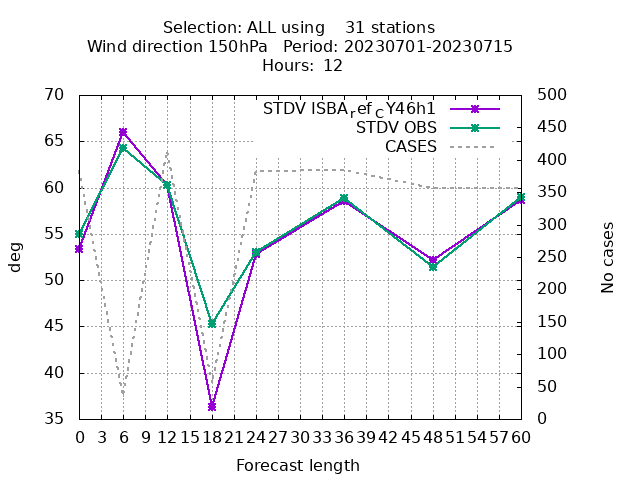 Selection: ALL using    31 stations
Wind direction 150hPa   Period: 20230701-20230715
Hours:  12
STDV ISBAref CY46h1
STDV OBS
CASES
70
65
60
55
50
45
40
35
deg
500
450
400
350
300
250
200
150
100
50
0
No cases
0 3 6 9 12 15 18 21 24 27 30 33 36 39 42 45 48 51 54 57 60
Forecast length